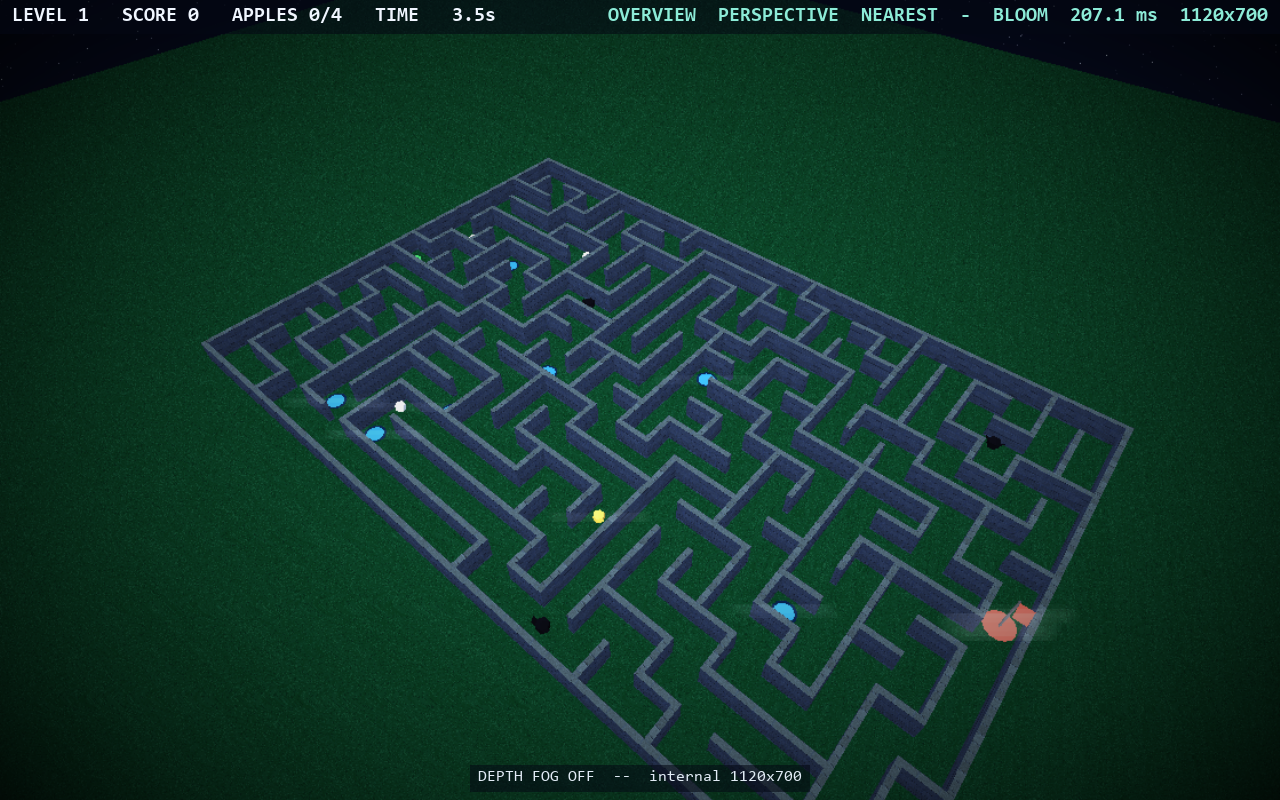 LEVEL 1 SCORE 0 APPLES 0/4 TIME 3.5s OVERVIEW PERSPECTIVE NEAREST - BLOOM 207.1 ms 1120x700
DEPTH FOG OFF -- internal 1120x700